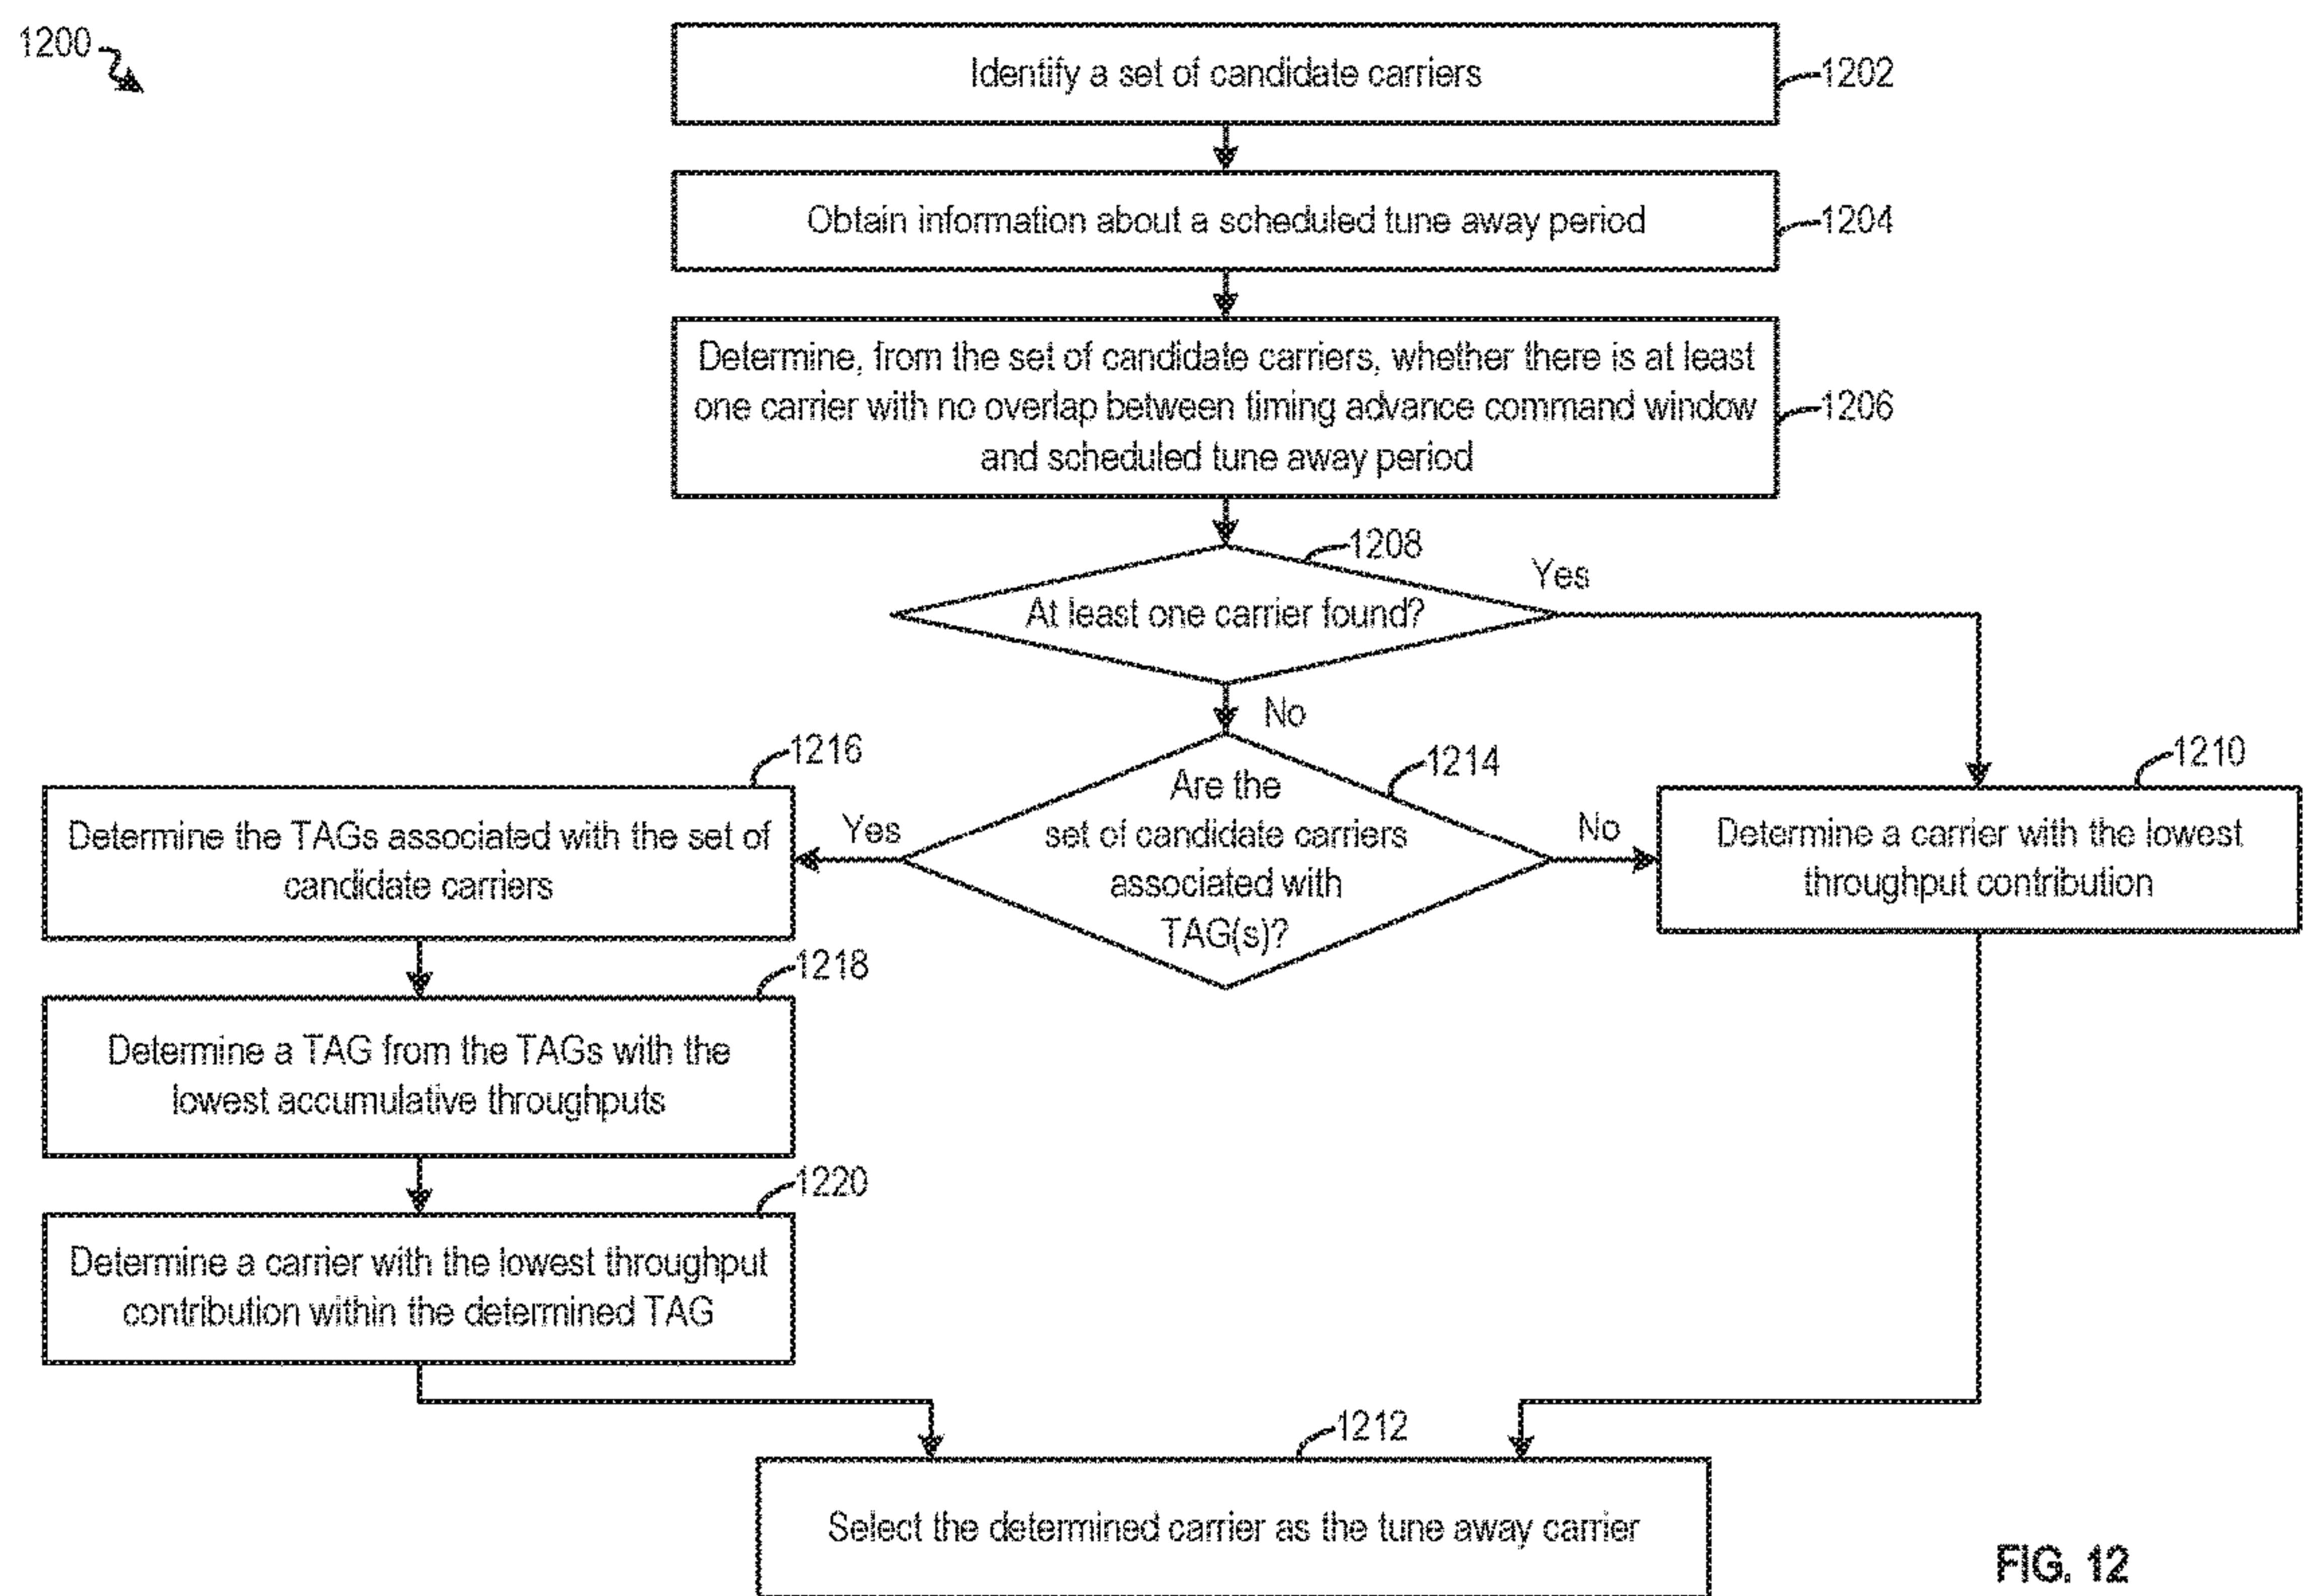 1200
Identify a set of candidate carriers
1202
Obtain information about a scheduled tune away period
1204
Determine, from the set of candidate carriers, whether there is at least
one carrier with no overlap between timing advance command window
and scheduled tune away period
1206
1208
At least one carrier found?
Yes
No
1214
Are the
set of candidate carriers
associated with
TAG(s)?
Yes
No
1210
Determine a carrier with the lowest
throughput contribution
1216
Determine the TAGs associated with the set of
candidate carriers
1218
Determine a TAG from the TAGs with the
lowest accumulative throughputs
1220
Determine a carrier with the lowest throughput
contribution within the determined TAG
1212
Select the determined carrier as the tune away carrier
FIG. 12